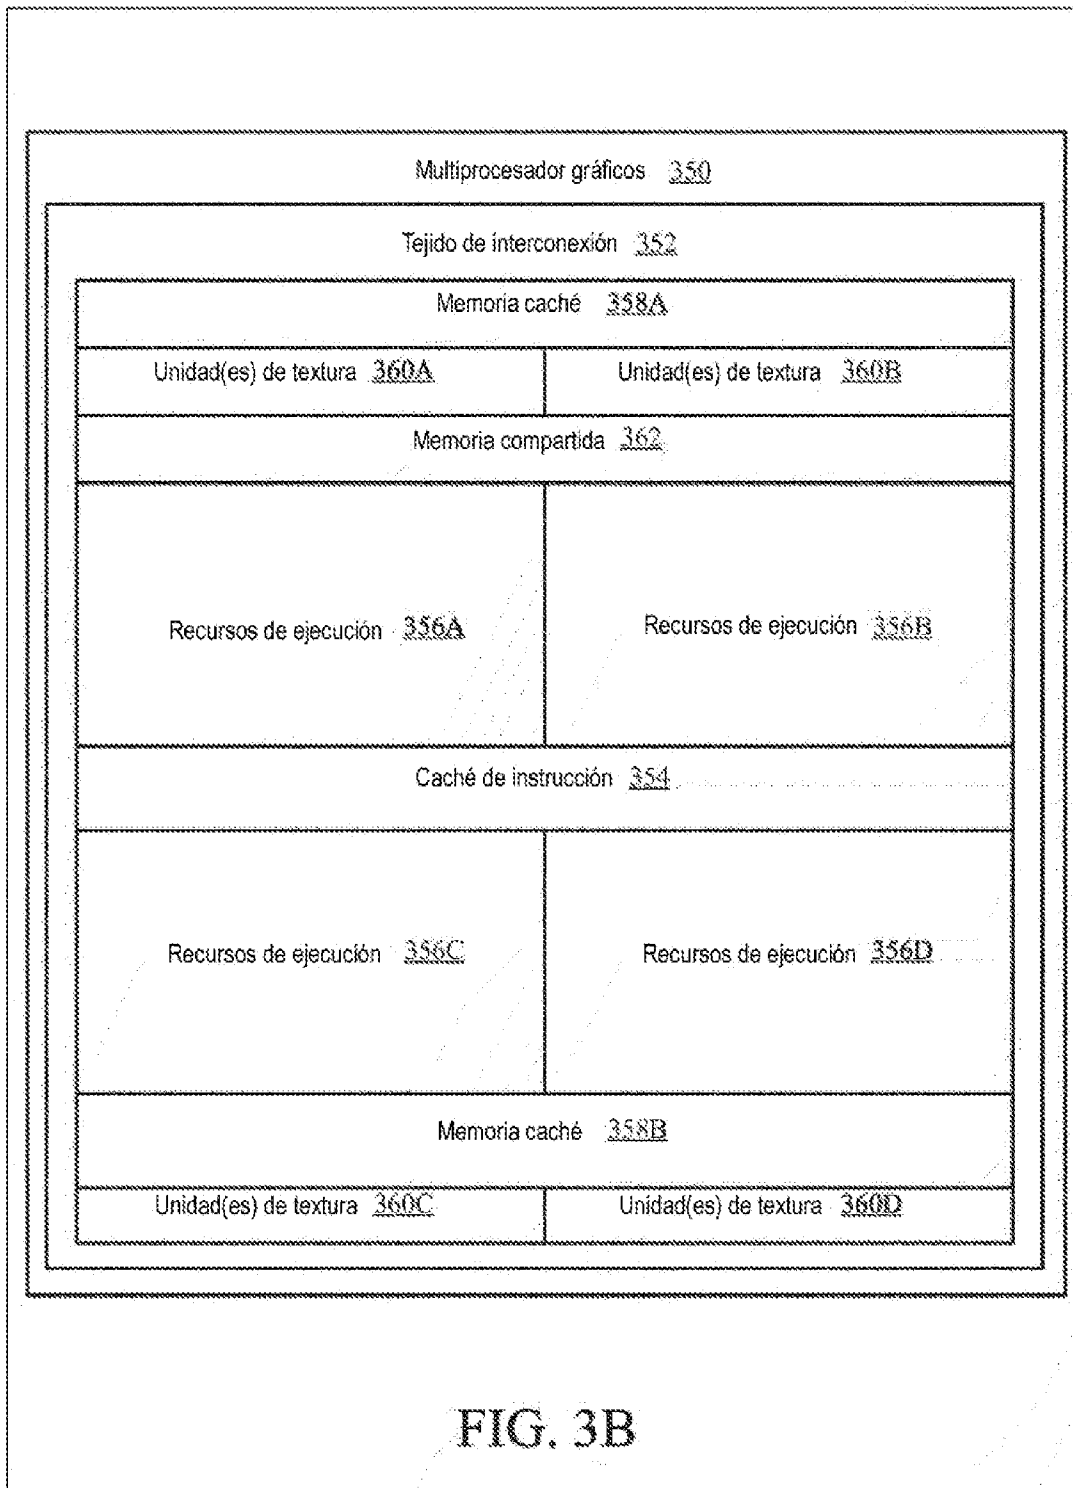 Multiprocesador gráficos 350
Tejido de interconexión 352
Memoria caché 358A
Unidad(es) de textura 360A
Unidad(es) de textura 360B
Memoria compartida 362
Recursos de ejecución 356A
Recursos de ejecución 356B
Caché de instrucción 354
Recursos de ejecución 356C
Recursos de ejecución 356D
Memoria caché 358B
Unidad(es) de textura 360C
Unidad(es) de textura 360D
FIG. 3B